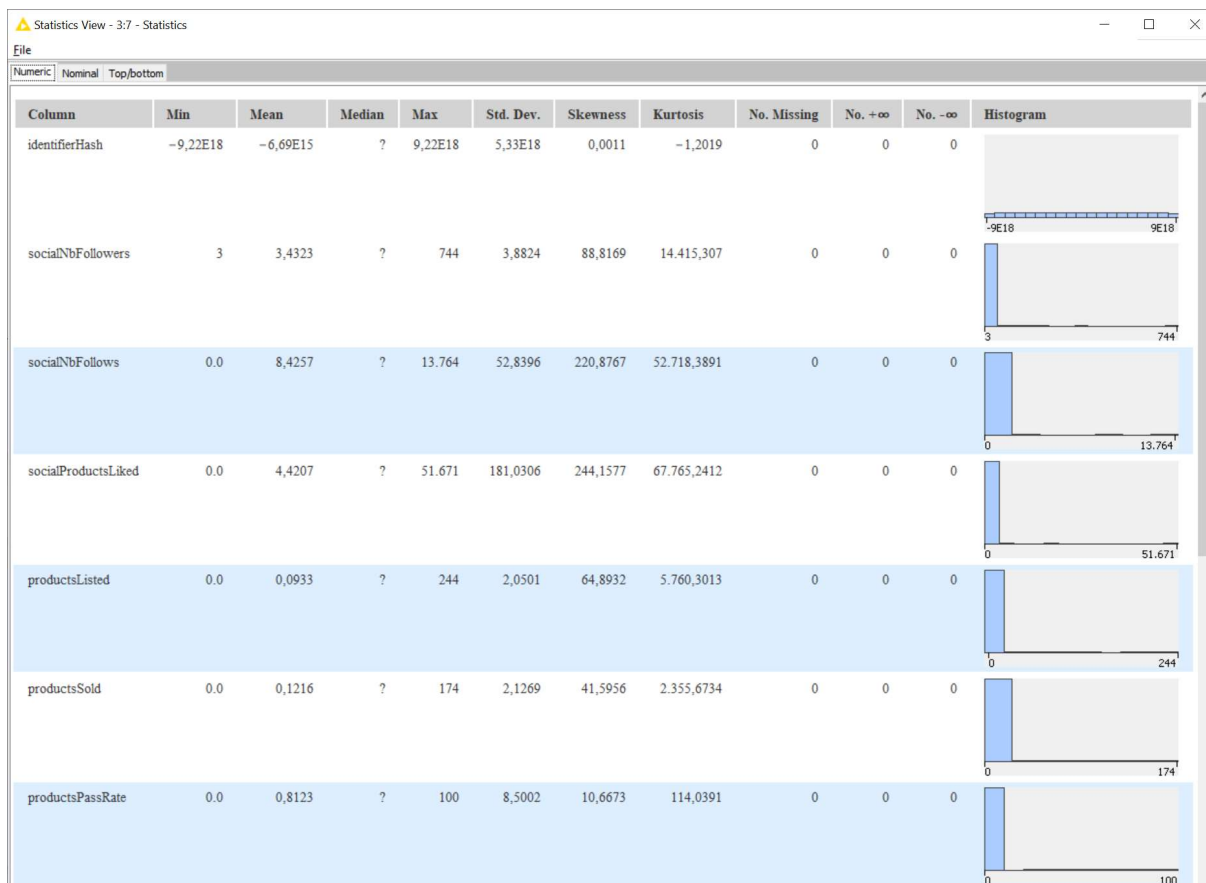 Statistics View - 3:7 - Statistics
File
Numeric Nominal Top/bottom
Column Min Mean Median Max Std. Dev. Skewness Kurtosis No. Missing No. +∞ No. -∞ Histogram
identifierHash −9,22E18 −6,69E15 ? 9,22E18 5,33E18 0,0011 −1,2019 0 0 0
-9E18 9E18
socialNbFollowers 3 3,4323 ? 744 3,8824 88,8169 14.415,307 0 0 0
3 744
socialNbFollows 0.0 8,4257 ? 13.764 52,8396 220,8767 52.718,3891 0 0 0
0 13.764
socialProductsLiked 0.0 4,4207 ? 51.671 181,0306 244,1577 67.765,2412 0 0 0
0 51.671
productsListed 0.0 0,0933 ? 244 2,0501 64,8932 5.760,3013 0 0 0
0 244
productsSold 0.0 0,1216 ? 174 2,1269 41,5956 2.355,6734 0 0 0
0 174
productsPassRate 0.0 0,8123 ? 100 8,5002 10,6673 114,0391 0 0 0
0 100